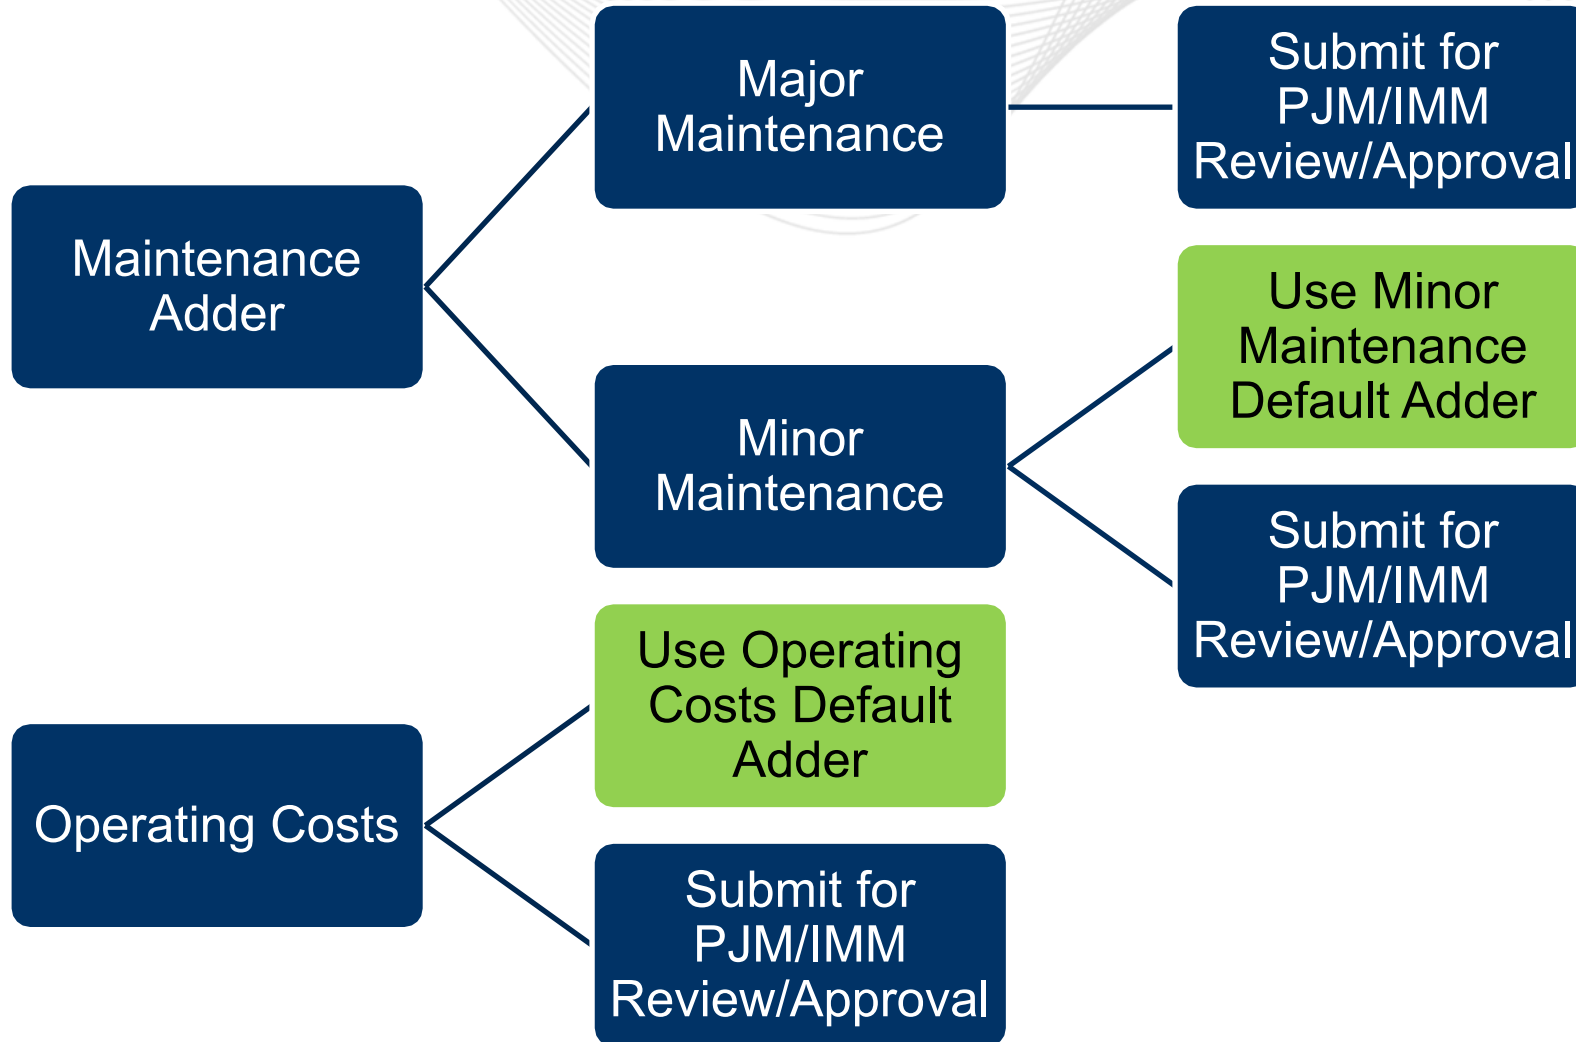 Maintenance
Adder
Major
Maintenance
Submit for
PJM/IMM
Review/Approval
Minor
Maintenance
Use Minor
Maintenance
Default Adder
Submit for
PJM/IMM
Review/Approval
Operating Costs
Use Operating
Costs Default
Adder
Submit for
PJM/IMM
Review/Approval